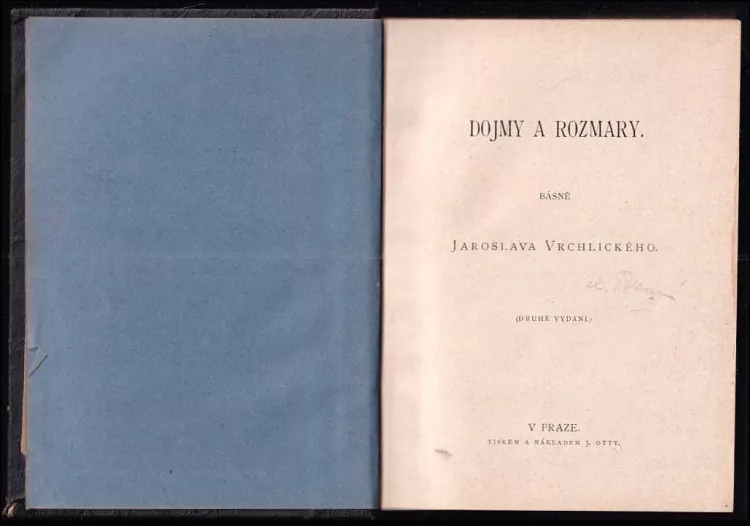 DOJMY A ROZMARY.
BÁSNĚ
JAROSLAVA VRCHLICKÉHO.
(DRUHÉ VYDÁNÍ.)
V PRAZE.
TISKEM A NÁKLADEM J. OTTY.